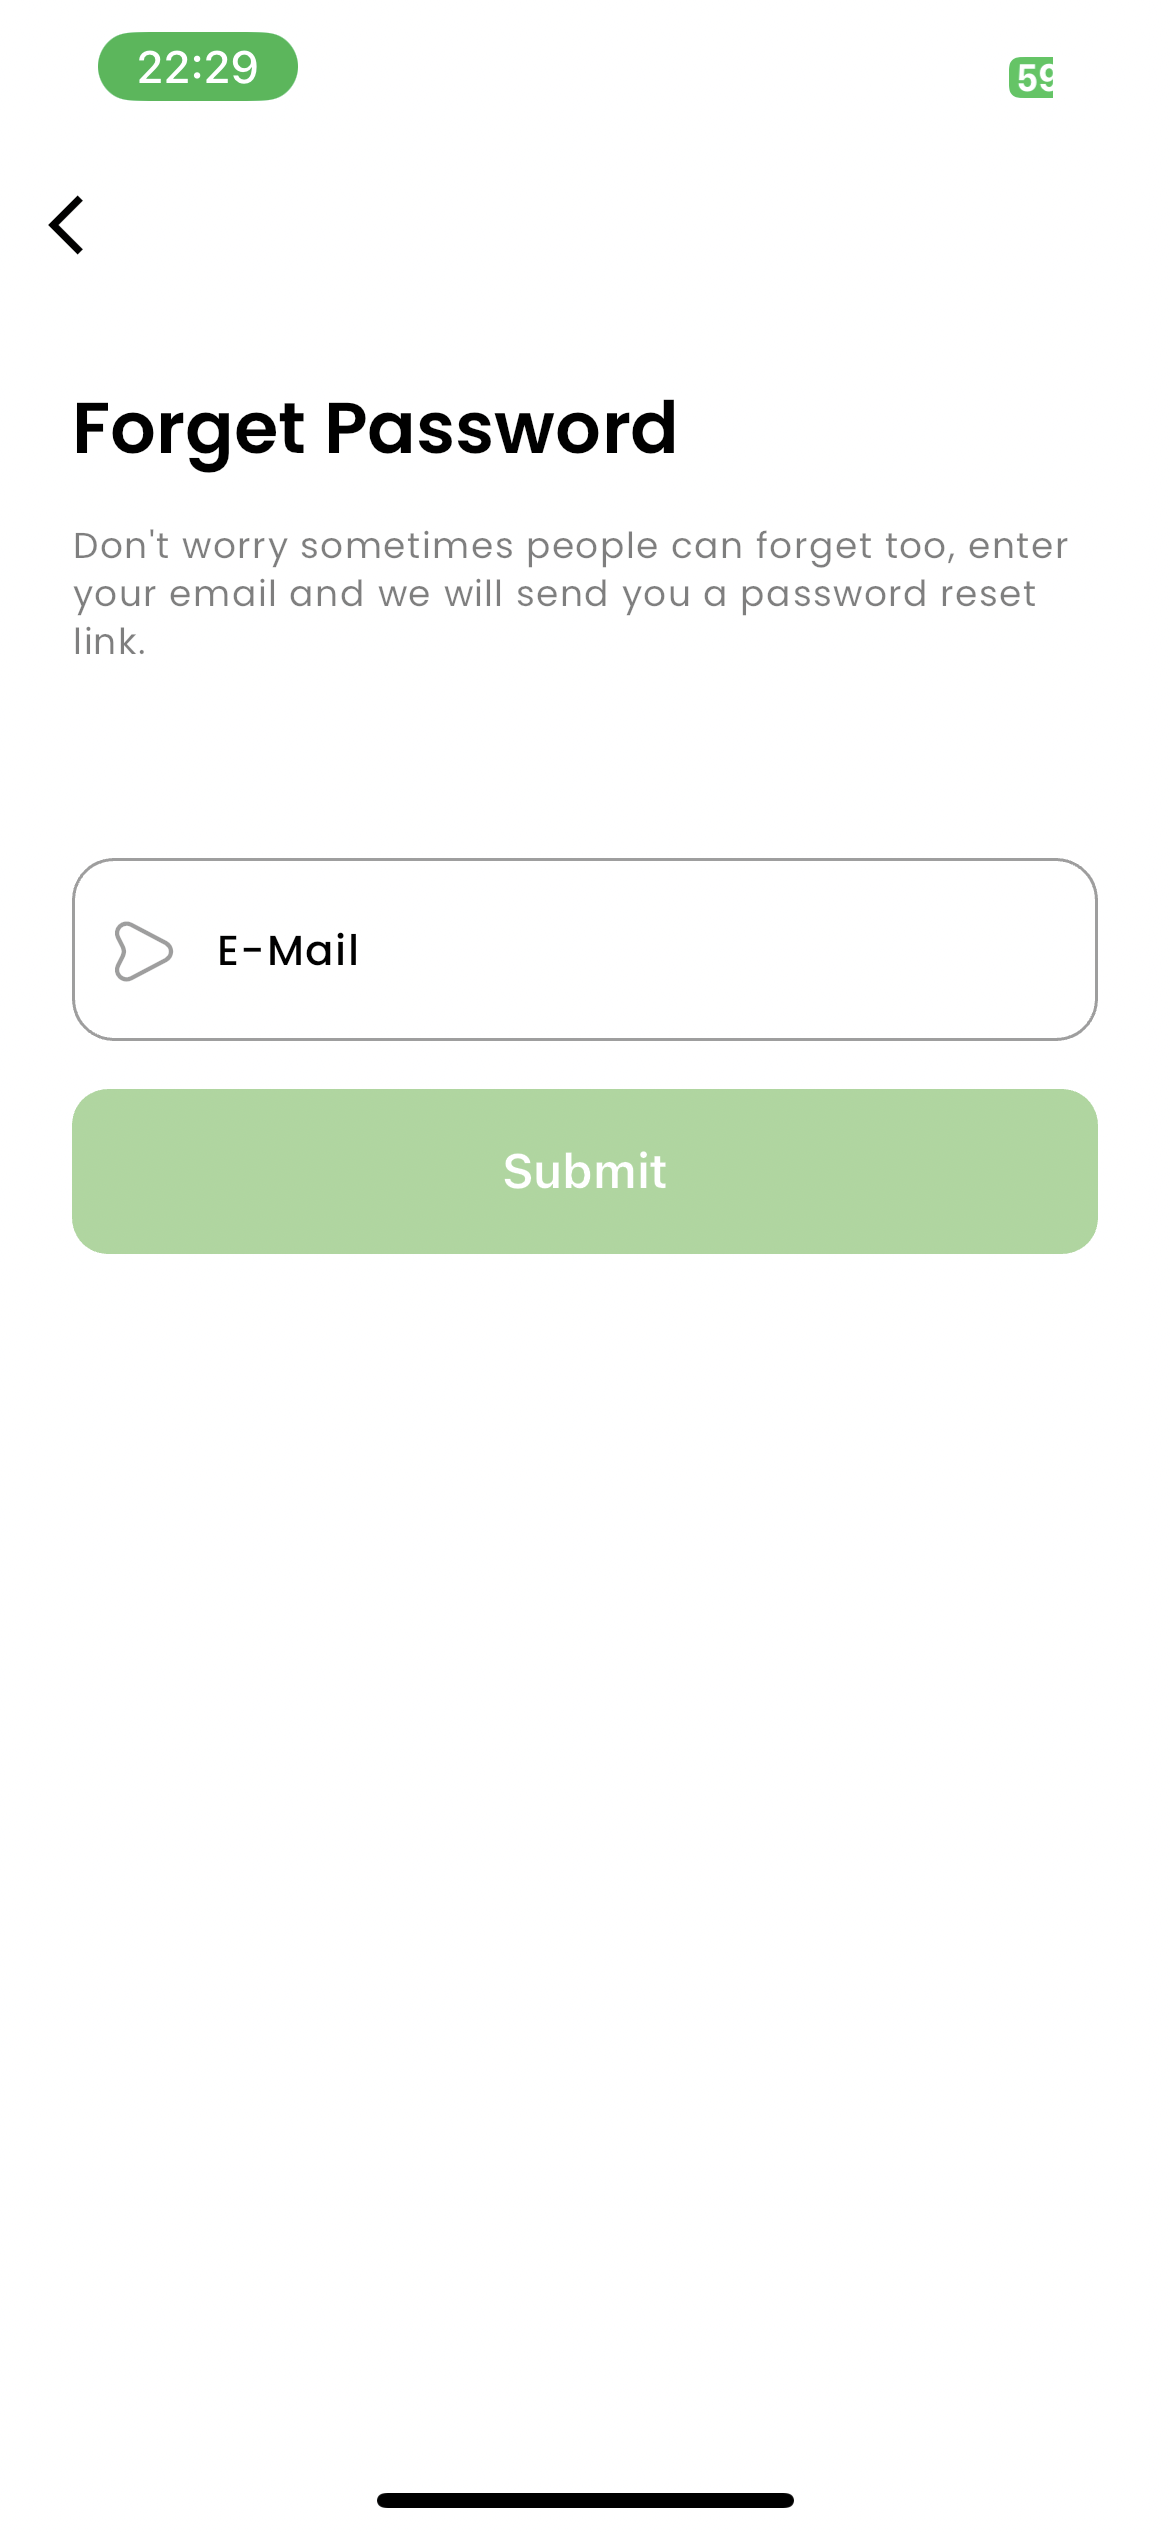 22:29
59
Forget Password
Don't worry sometimes people can forget too, enter
your email and we will send you a password reset
link.
E-Mail
Submit